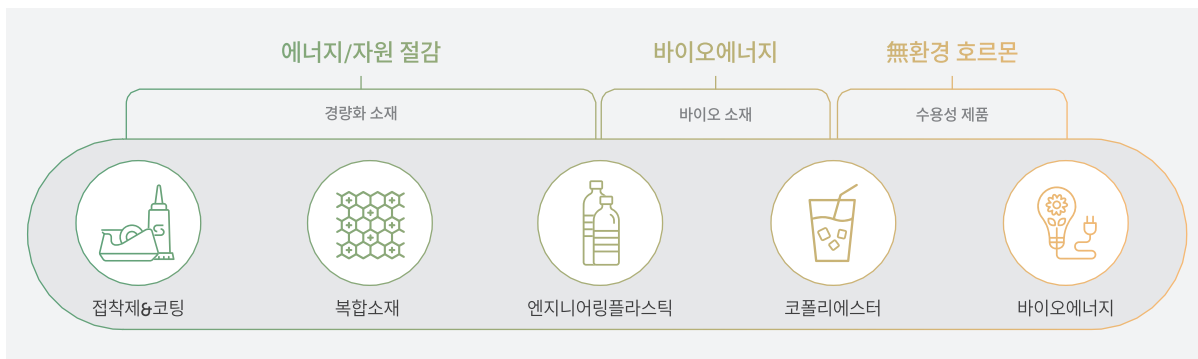 에너지/자원 절감
바이오에너지
無환경 호르몬
경량화 소재
바이오 소재
수용성 제품
접착제&코팅
복합소재
엔지니어링플라스틱
코폴리에스터
바이오에너지